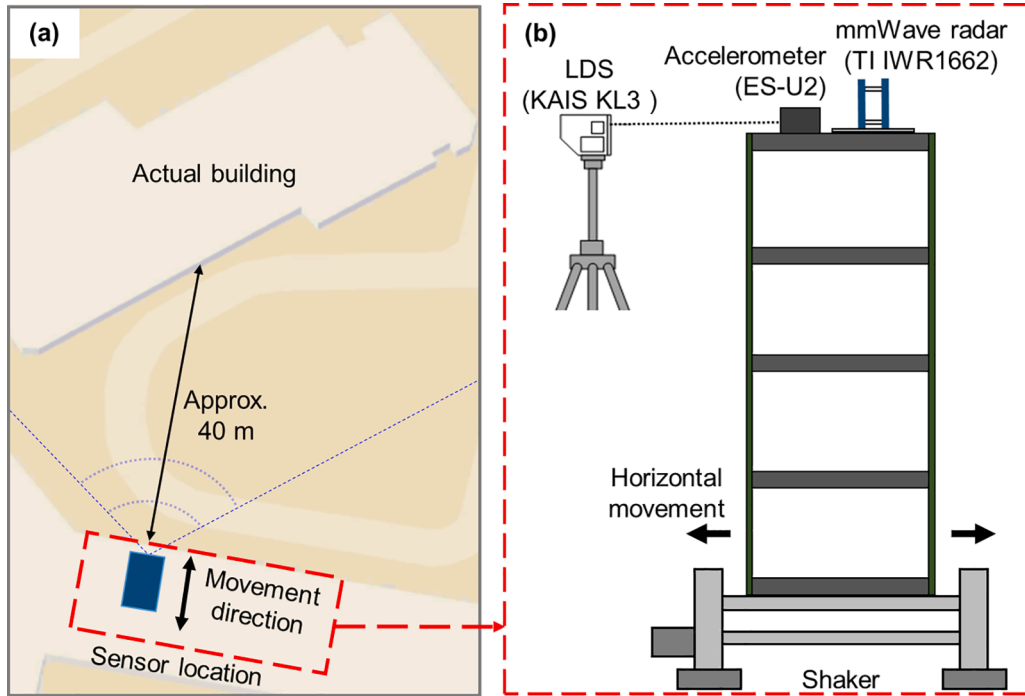 (a)
Actual building
Approx.
40 m
Movement
direction
Sensor location
(b)
mmWave radar
(TI IWR1662)
Accelerometer
(ES-U2)
LDS
(KAIS KL3 )
Horizontal
movement
Shaker